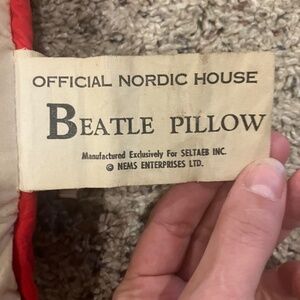 OFFICIAL NORDIC HOUSE
BEATLE PILLOW
Manufactured Exclusively For SELTAEB INC.
© NEMS ENTERPRISES LTD.